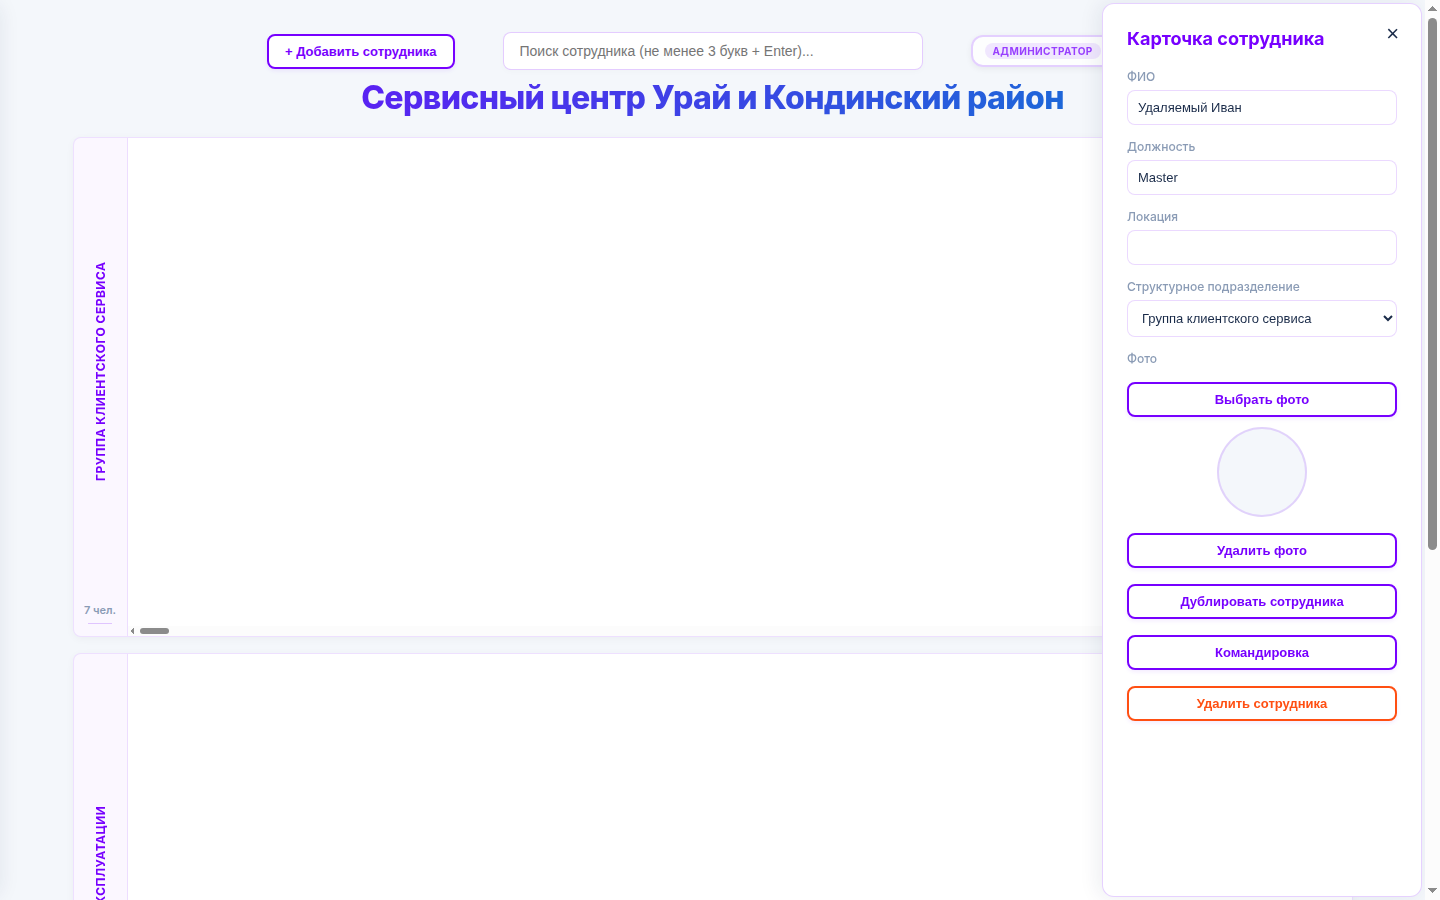 + Добавить сотрудника
Поиск сотрудника (не менее 3 букв + Enter)...
АДМИНИСТРАТОР
Сервисный центр Урай и Кондинский район
ГРУППА КЛИЕНТСКОГО СЕРВИСА
7 чел.
КСПЛУАТАЦИИ
Карточка сотрудника
×
ФИО
Удаляемый Иван
Должность
Master
Локация
Структурное подразделение
Группа клиентского сервиса
Фото
Выбрать фото
Удалить фото
Дублировать сотрудника
Командировка
Удалить сотрудника